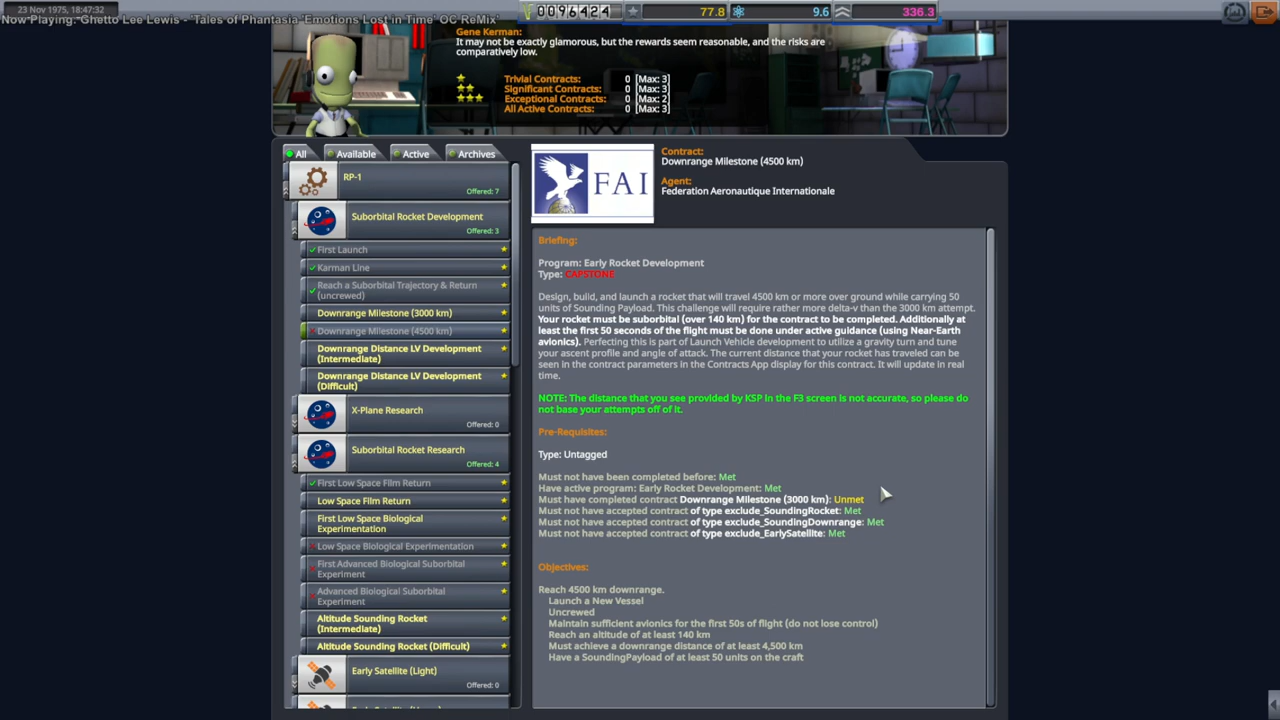 23 Nov 1975, 18:47:32
Now Playing: Ghetto Lee Lewis - 'Tales of Phantasia 'Emotions Lost in Time' OC ReMix'
0096424
77.8
9.6
336.3
Gene Kerman:
It may not be exactly glamorous, but the rewards seem reasonable, and the risks are
comparatively low.
Trivial Contracts: 0 [Max: 3]
Significant Contracts: 0 [Max: 3]
Exceptional Contracts: 0 [Max: 2]
All Active Contracts: 0 [Max: 3]
All
Available
Active
Archives
RP-1
Offered: 7
Suborbital Rocket Development
Offered: 3
First Launch
Karman Line
Reach a Suborbital Trajectory & Return
(uncrewed)
Downrange Milestone (3000 km)
Downrange Milestone (4500 km)
Downrange Distance LV Development
(Intermediate)
Downrange Distance LV Development
(Difficult)
X-Plane Research
Offered: 0
Suborbital Rocket Research
Offered: 4
First Low Space Film Return
Low Space Film Return
First Low Space Biological
Experimentation
Low Space Biological Experimentation
First Advanced Biological Suborbital
Experiment
Advanced Biological Suborbital
Experiment
Altitude Sounding Rocket
(Intermediate)
Altitude Sounding Rocket (Difficult)
Early Satellite (Light)
Offered: 0
FAI
Contract:
Downrange Milestone (4500 km)
Agent:
Federation Aeronautique Internationale
Briefing:
Program: Early Rocket Development
Type: CAPSTONE
Design, build, and launch a rocket that will travel 4500 km or more over ground while carrying 50
units of Sounding Payload. This challenge will require rather more delta-v than the 3000 km attempt.
Your rocket must be suborbital (over 140 km) for the contract to be completed. Additionally at
least the first 50 seconds of the flight must be done under active guidance (using Near-Earth
avionics). Perfecting this is part of Launch Vehicle development to utilize a gravity turn and tune
your ascent profile and angle of attack. The current distance that your rocket has traveled can be
seen in the contract parameters in the Contracts App display for this contract. It will update in real
time.
NOTE: The distance that you see provided by KSP in the F3 screen is not accurate, so please do
not base your attempts off of it.
Pre-Requisites:
Type: Untagged
Must not have been completed before: Met
Have active program: Early Rocket Development: Met
Must have completed contract Downrange Milestone (3000 km): Unmet
Must not have accepted contract of type exclude_SoundingRocket: Met
Must not have accepted contract of type exclude_SoundingDownrange: Met
Must not have accepted contract of type exclude_EarlySatellite: Met
Objectives:
Reach 4500 km downrange.
Launch a New Vessel
Uncrewed
Maintain sufficient avionics for the first 50s of flight (do not lose control)
Reach an altitude of at least 140 km
Must achieve a downrange distance of at least 4,500 km
Have a SoundingPayload of at least 50 units on the craft